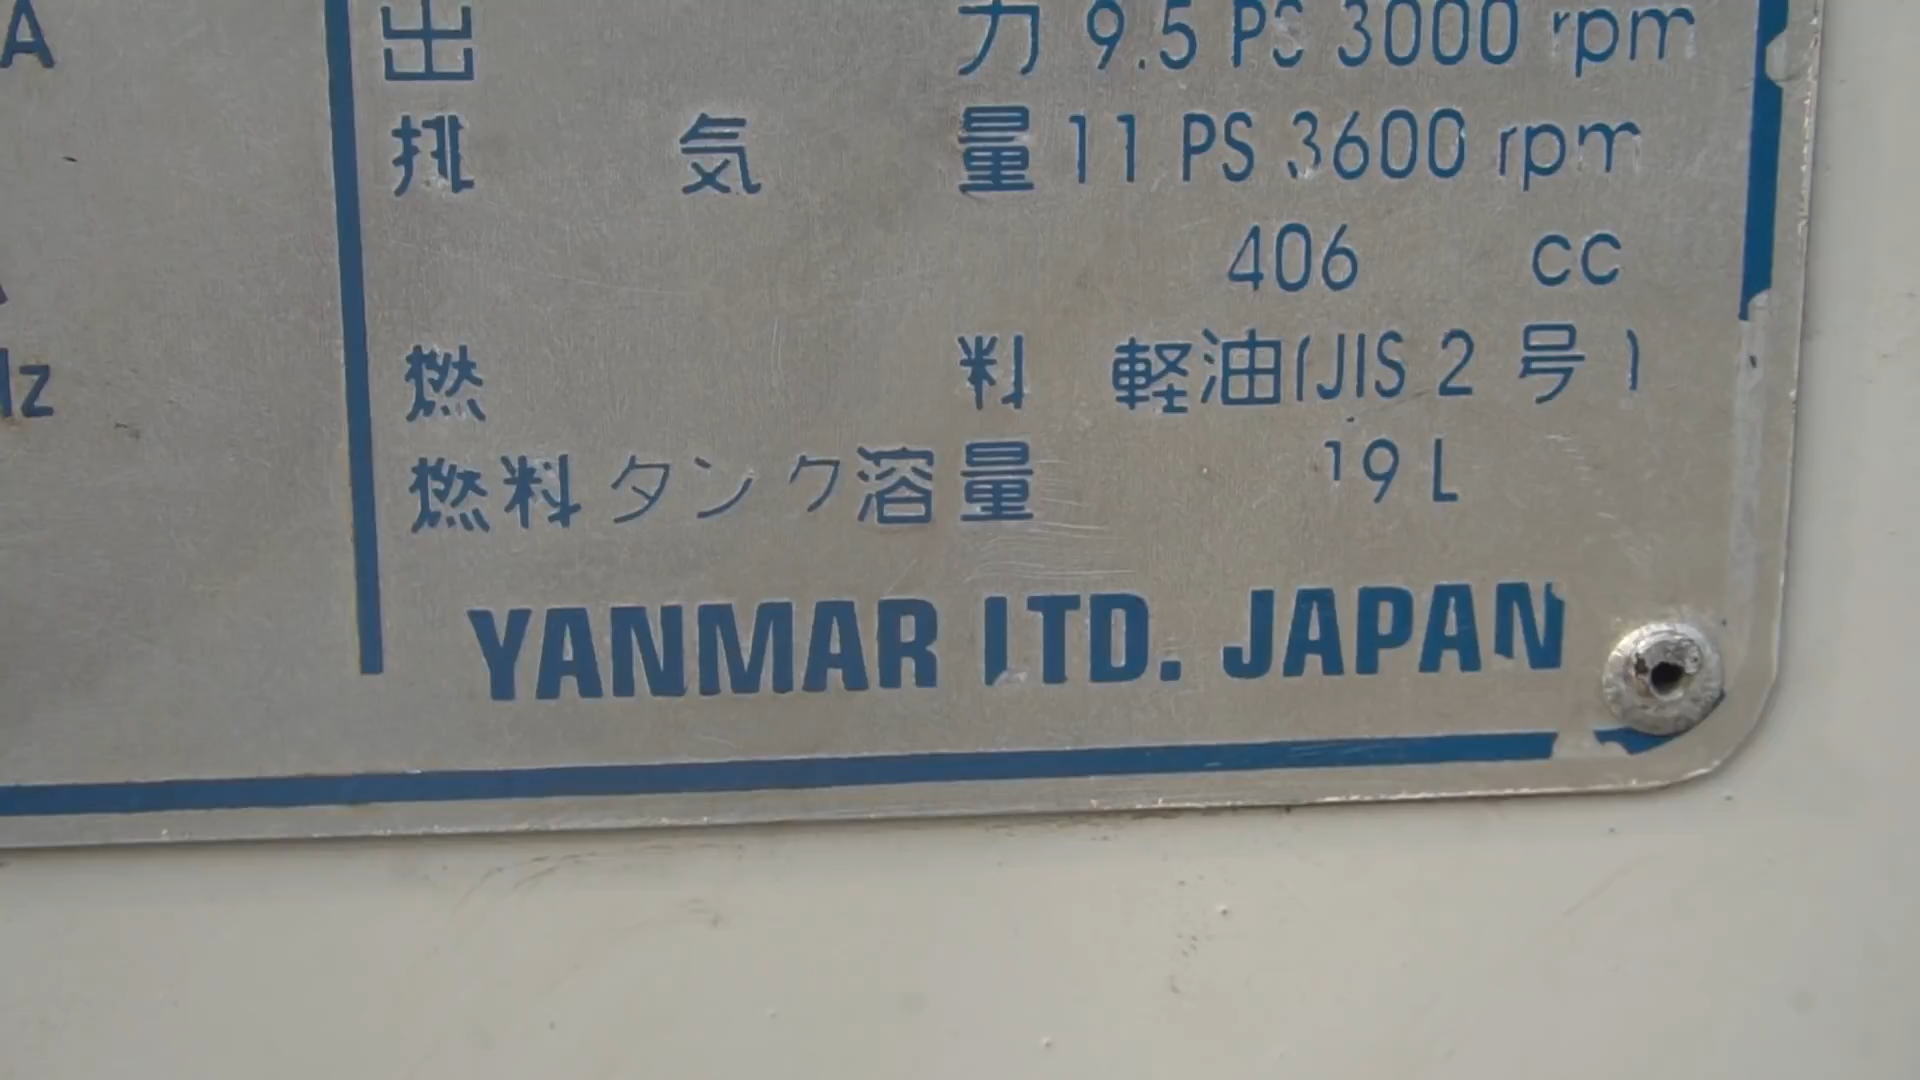 A
出力 9.5 PS 3000 rpm
排気量 11 PS 3600 rpm
406 cc
Hz
燃料 軽油(JIS 2 号)
燃料タンク溶量 19 L
YANMAR LTD. JAPAN